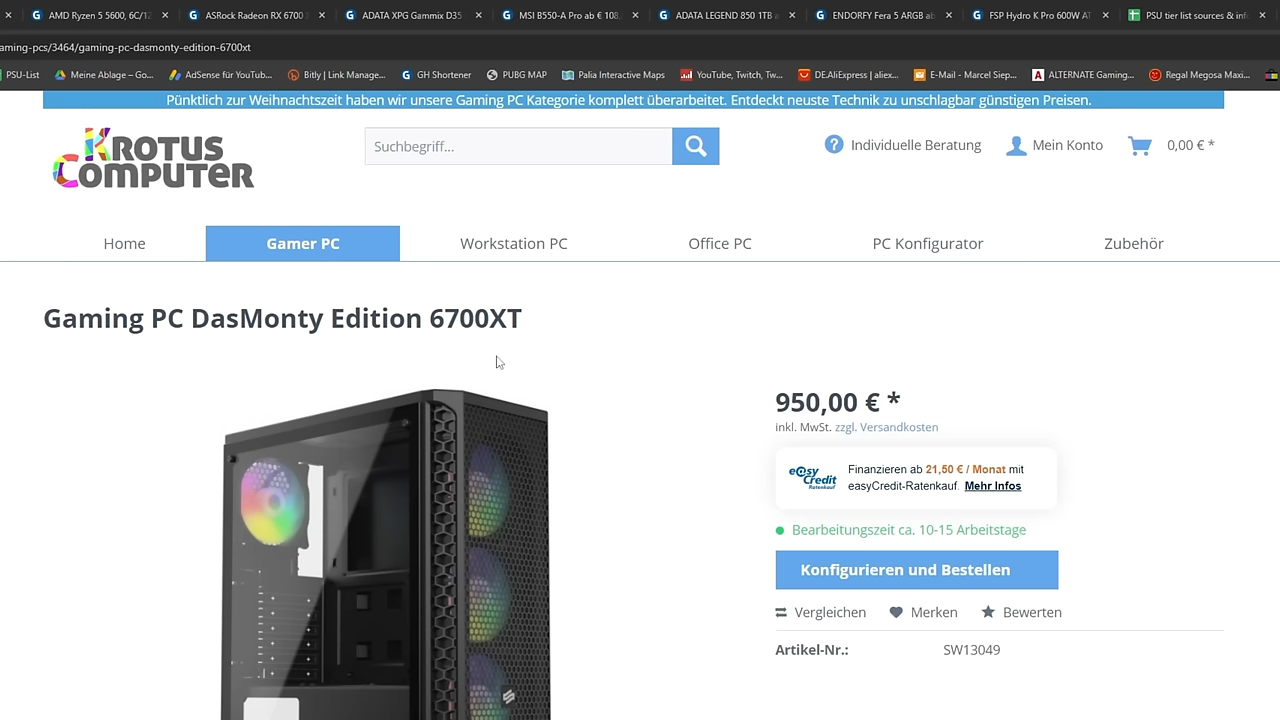 AMD Ryzen 5 5600, 6C/12
ASRock Radeon RX 6700
ADATA XPG Gammix D35
MSI B550-A Pro ab € 108,
ADATA LEGEND 850 1TB
ENDORFY Fera 5 ARGB ab
FSP Hydro K Pro 600W AT
PSU tier list sources & inf
aming-pcs/3464/gaming-pc-dasmonty-edition-6700xt
PSU-List
Meine Ablage – Go...
AdSense für YouTub...
Bitly | Link Manage...
GH Shortener
PUBG MAP
Palia Interactive Maps
YouTube, Twitch, Tw...
DE.AliExpress | aliex...
E-Mail - Marcel Siep...
ALTERNATE Gaming...
Regal Megosa Maxi...
Pünktlich zur Weihnachtszeit haben wir unsere Gaming PC Kategorie komplett überarbeitet. Entdeckt neuste Technik zu unschlagbar günstigen Preisen.
KROTUS
COMPUTER
Suchbegriff...
Individuelle Beratung
Mein Konto
0,00 € *
Home
Gamer PC
Workstation PC
Office PC
PC Konfigurator
Zubehör
Gaming PC DasMonty Edition 6700XT
950,00 € *
inkl. MwSt. zzgl. Versandkosten
easy
Credit
Ratenkauf
Finanzieren ab 21,50 € / Monat mit
easyCredit-Ratenkauf. Mehr Infos
Bearbeitungszeit ca. 10-15 Arbeitstage
Konfigurieren und Bestellen
Vergleichen
Merken
Bewerten
Artikel-Nr.:
SW13049